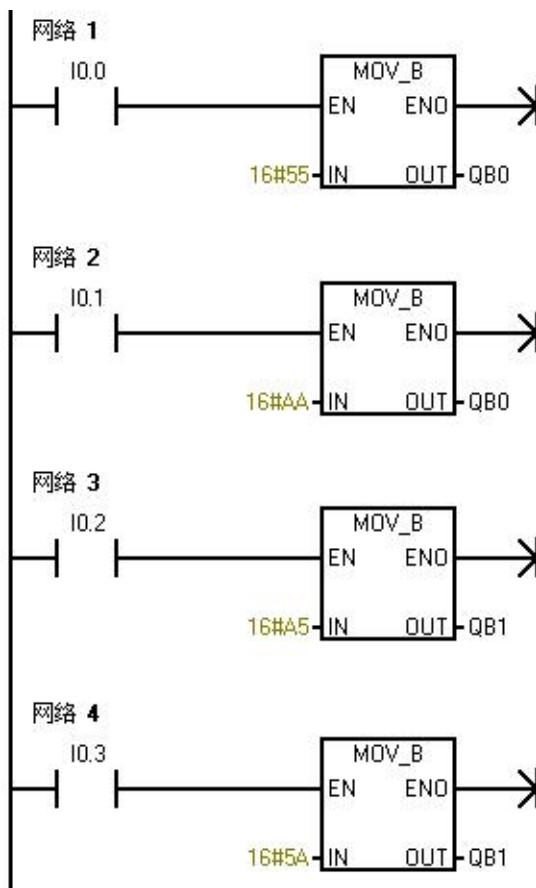 网络 1
I0.0
MOV_B
EN ENO
16#55 IN OUT QB0
网络 2
I0.1
MOV_B
EN ENO
16#AA IN OUT QB0
网络 3
I0.2
MOV_B
EN ENO
16#A5 IN OUT QB1
网络 4
I0.3
MOV_B
EN ENO
16#5A IN OUT QB1